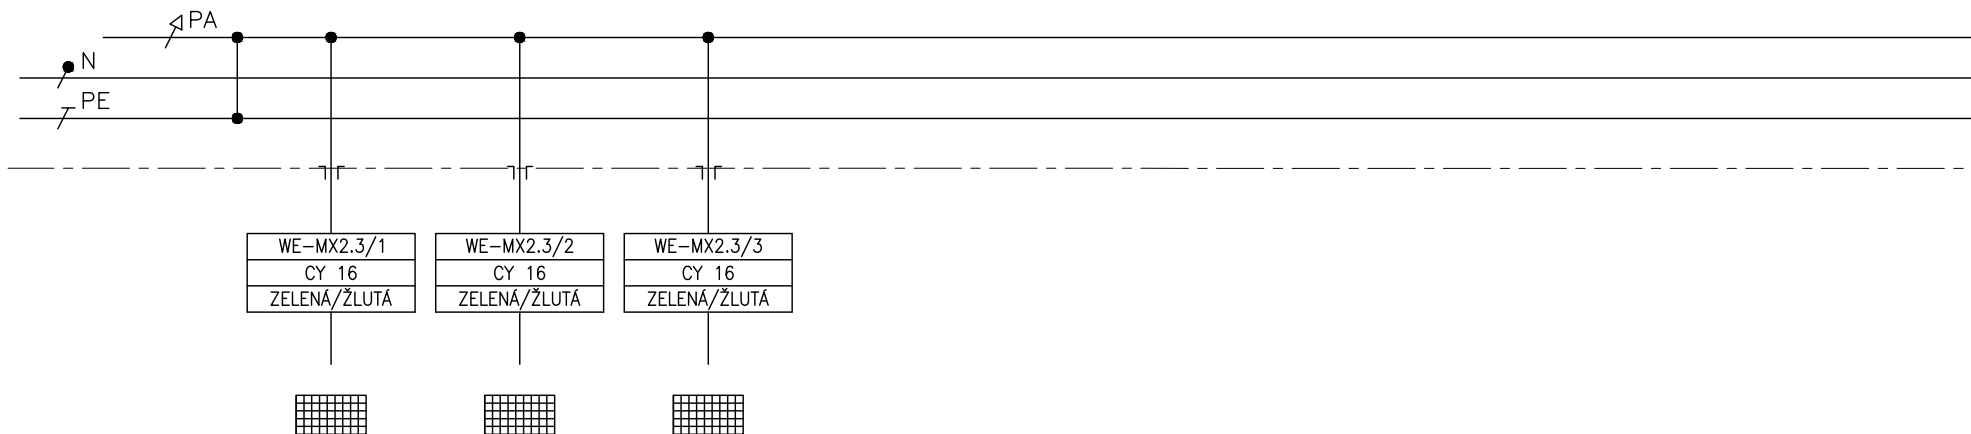 PA
N
PE
WE-MX2.3/1
CY 16
ZELENÁ/ŽLUTÁ
WE-MX2.3/2
CY 16
ZELENÁ/ŽLUTÁ
WE-MX2.3/3
CY 16
ZELENÁ/ŽLUTÁ